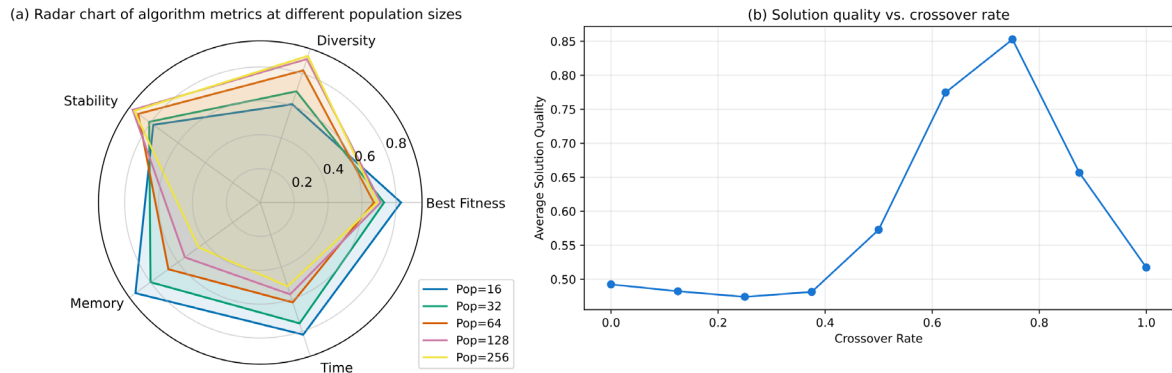 (a) Radar chart of algorithm metrics at different population sizes
Diversity
Stability
0.8
0.6
0.4
0.2
Best Fitness
Memory
Time
Pop=16
Pop=32
Pop=64
Pop=128
Pop=256
(b) Solution quality vs. crossover rate
Average Solution Quality
0.85
0.80
0.75
0.70
0.65
0.60
0.55
0.50
0.0
0.2
0.4
0.6
0.8
1.0
Crossover Rate